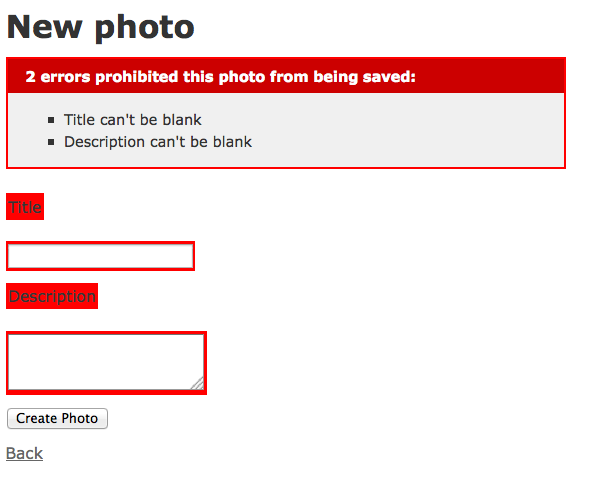 New photo
2 errors prohibited this photo from being saved:
Title can't be blank
Description can't be blank
Title
Description
Create Photo
Back